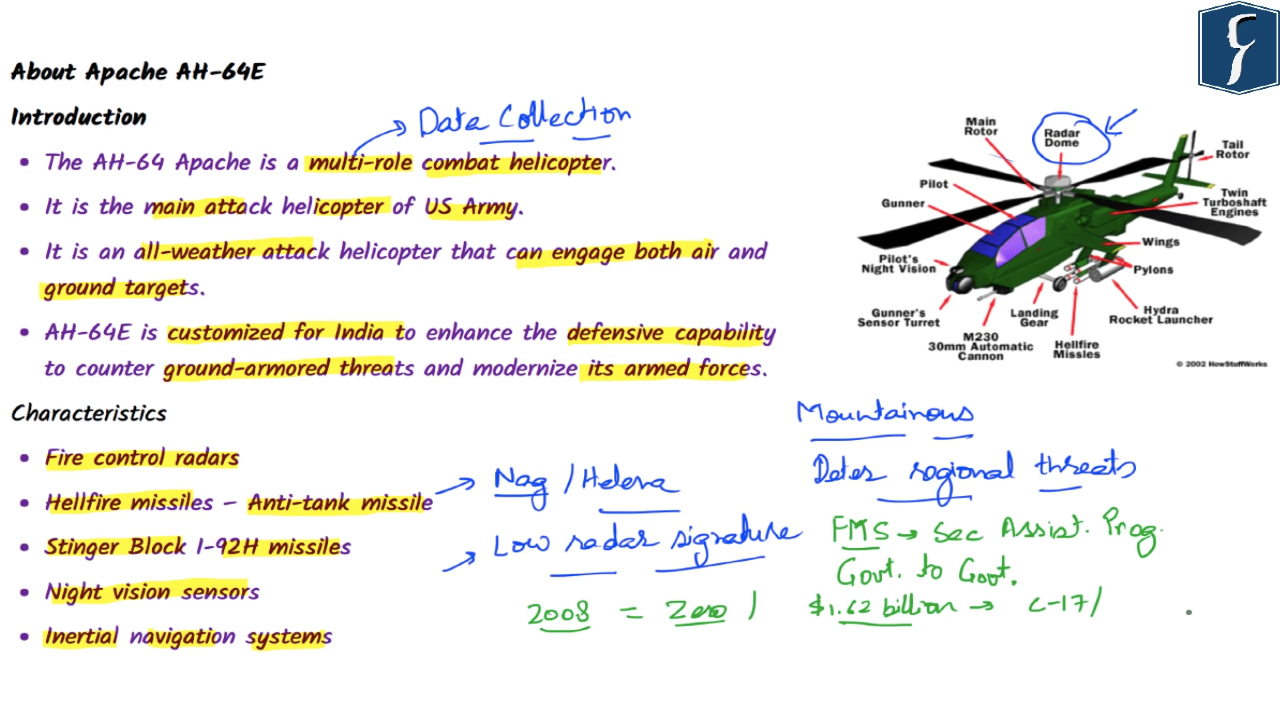 About Apache AH-64E
Introduction
Data Collection
• The AH-64 Apache is a multi-role combat helicopter.
• It is the main attack helicopter of US Army.
• It is an all-weather attack helicopter that can engage both air and
ground targets.
• AH-64E is customized for India to enhance the defensive capability
to counter ground-armored threats and modernize its armed forces.
Characteristics
• Fire control radars
• Hellfire missiles – Anti-tank missile
• Stinger Block 1-92H missiles
• Night vision sensors
• Inertial navigation systems
Nag / Helena
Low radar signature
2008 = Zero /
Main
Rotor
Radar
Dome
Tail
Rotor
Pilot
Gunner
Twin
Turboshaft
Engines
Wings
Pylons
Pilot's
Night Vision
Hydra
Rocket Launcher
Gunner's
Sensor Turret
Landing
Gear
M230
30mm Automatic
Cannon
Hellfire
Missles
© 2002 HowStuffWorks
Mountainous
Deter regional threats
FMS → Sec Assist. Prog.
Govt. to Govt.
$1.62 billion → C-17/